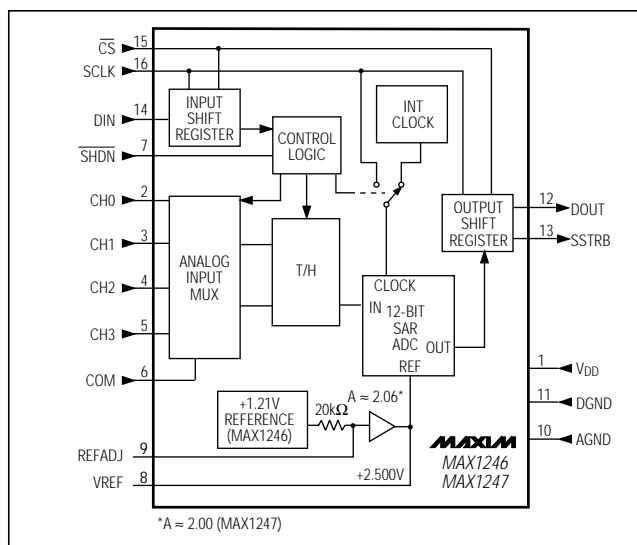 CS 15
SCLK 16
DIN 14
SHDN 7
CH0 2
CH1 3
CH2 4
CH3 5
COM 6
REFADJ 9
VREF 8
INPUT
SHIFT
REGISTER
CONTROL
LOGIC
INT
CLOCK
ANALOG
INPUT
MUX
T/H
CLOCK
IN
12-BIT
SAR
ADC
OUT
REF
OUTPUT
SHIFT
REGISTER
12 DOUT
13 SSTRB
1 VDD
11 DGND
10 AGND
+1.21V
REFERENCE
(MAX1246)
20kΩ
A ≈ 2.06*
+2.500V
MAXIM
MAX1246
MAX1247
*A ≈ 2.00 (MAX1247)